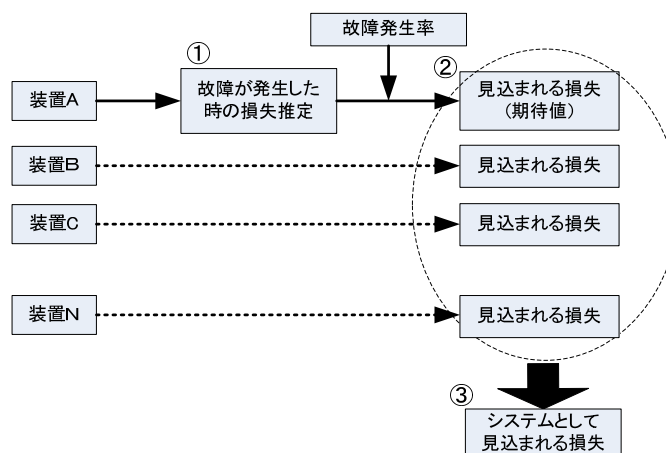 故障発生率
①
②
装置A
故障が発生した
時の損失推定
見込まれる損失
（期待値）
装置B
見込まれる損失
装置C
見込まれる損失
装置N
見込まれる損失
③
システムとして
見込まれる損失